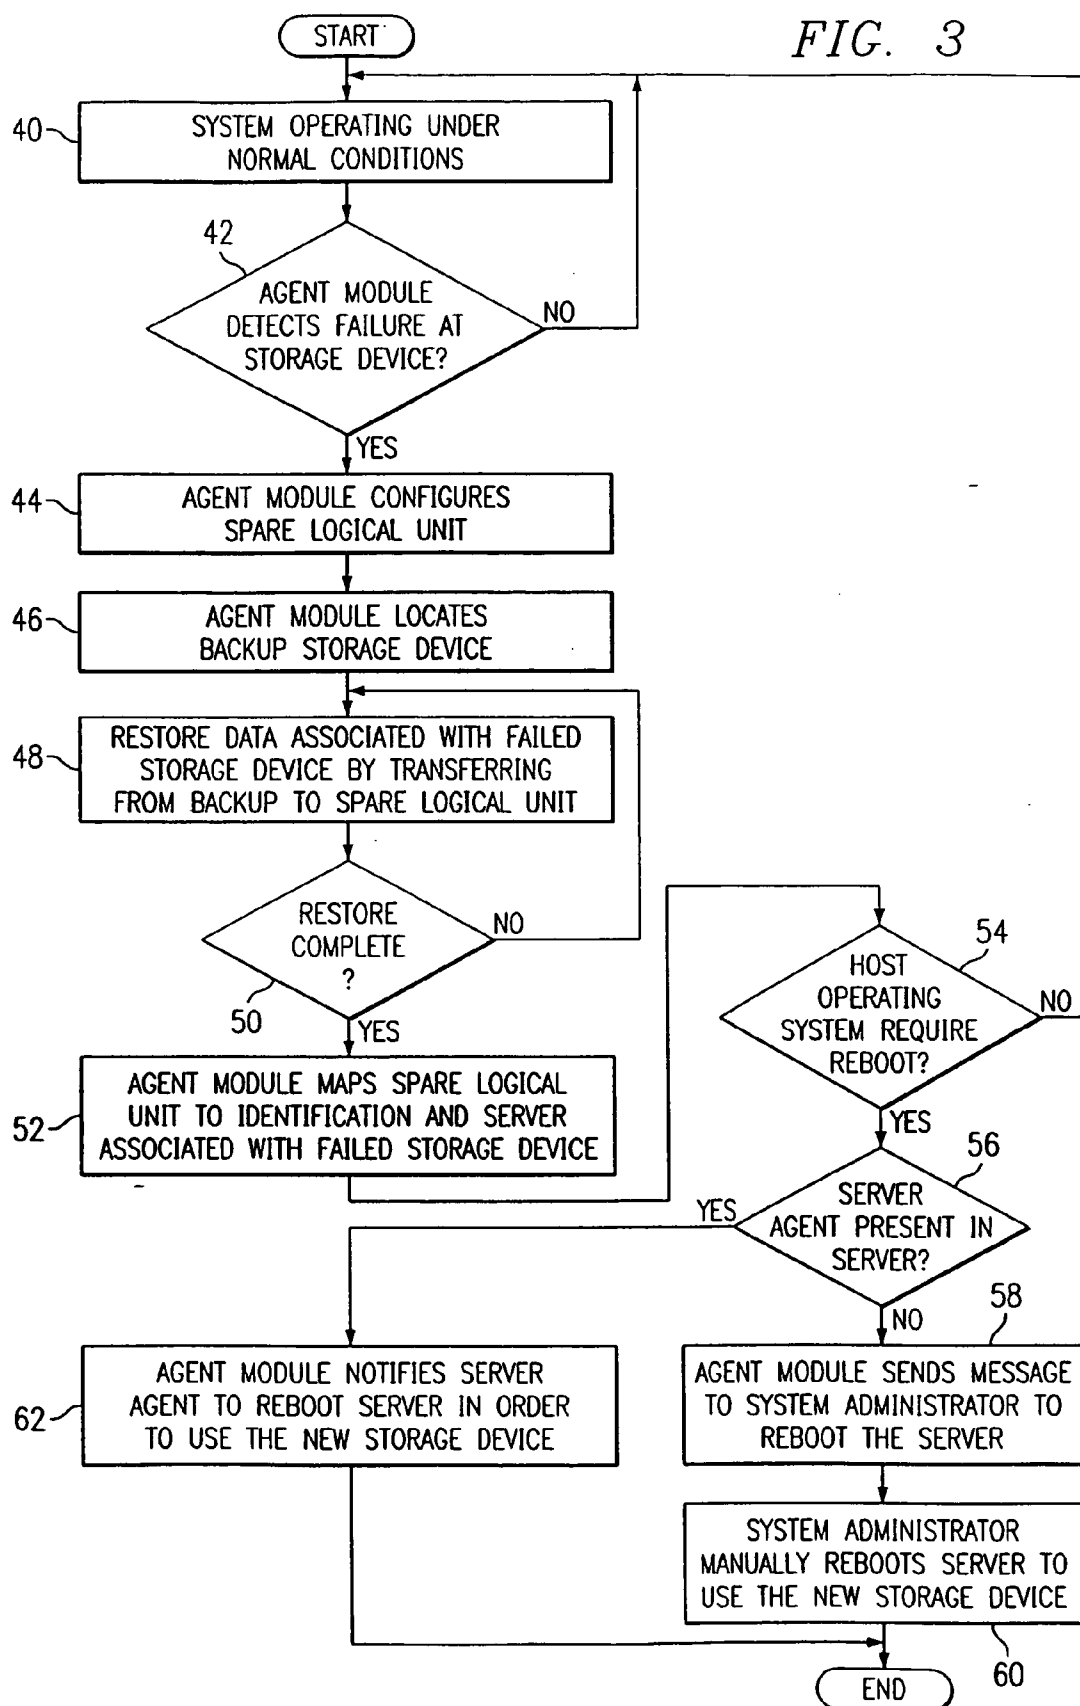 START
FIG. 3
40
SYSTEM OPERATING UNDER
NORMAL CONDITIONS
42
AGENT MODULE
DETECTS FAILURE AT
STORAGE DEVICE?
NO
YES
44
AGENT MODULE CONFIGURES
SPARE LOGICAL UNIT
46
AGENT MODULE LOCATES
BACKUP STORAGE DEVICE
48
RESTORE DATA ASSOCIATED WITH FAILED
STORAGE DEVICE BY TRANSFERRING
FROM BACKUP TO SPARE LOGICAL UNIT
RESTORE
COMPLETE
?
NO
50
YES
52
AGENT MODULE MAPS SPARE LOGICAL
UNIT TO IDENTIFICATION AND SERVER
ASSOCIATED WITH FAILED STORAGE DEVICE
54
HOST
OPERATING
SYSTEM REQUIRE
REBOOT?
NO
YES
56
SERVER
AGENT PRESENT IN
SERVER?
YES
NO
58
AGENT MODULE SENDS MESSAGE
TO SYSTEM ADMINISTRATOR TO
REBOOT THE SERVER
62
AGENT MODULE NOTIFIES SERVER
AGENT TO REBOOT SERVER IN ORDER
TO USE THE NEW STORAGE DEVICE
SYSTEM ADMINISTRATOR
MANUALLY REBOOTS SERVER TO
USE THE NEW STORAGE DEVICE
60
END